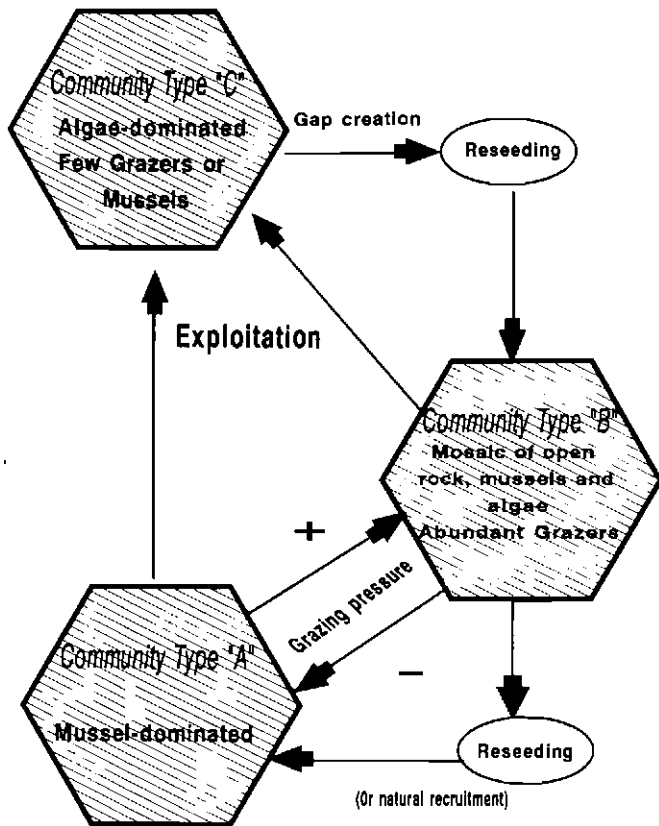 Community Type "C"
Algae-dominated
Few Grazers or
Mussels
Gap creation
Reseeding
Exploitation
Community Type "B"
Mosaic of open
rock, mussels and
algae
Abundant Grazers
+
Grazing pressure
−
Community Type "A"
Mussel-dominated
Reseeding
(Or natural recruitment)